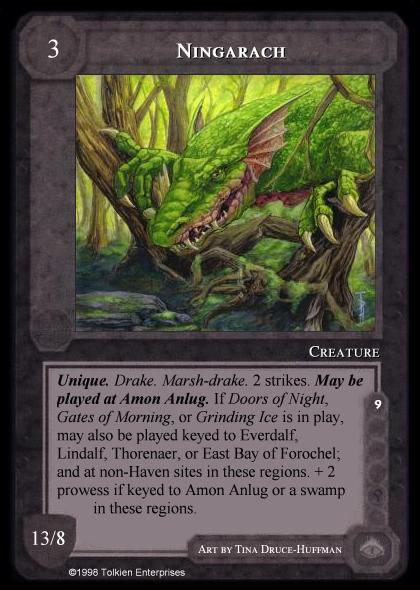 3
NINGARACH
CREATURE
Unique. Drake. Marsh-drake. 2 strikes. May be
played at Amon Anlug. If Doors of Night,
Gates of Morning, or Grinding Ice is in play,
may also be played keyed to Everdalf,
Lindalf, Thorenaer, or East Bay of Forochel;
and at non-Haven sites in these regions. + 2
prowess if keyed to Amon Anlug or a swamp
in these regions.
9
13/8
ART BY TINA DRUCE-HUFFMAN
©1998 Tolkien Enterprises